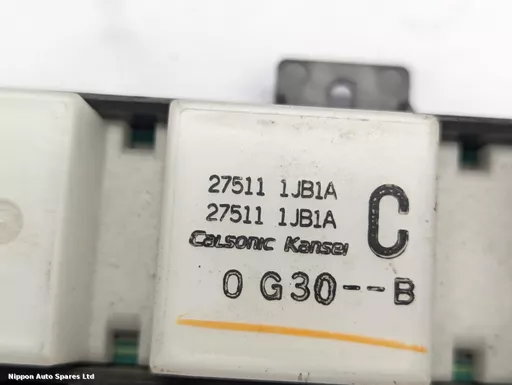 27511 1JB1A
27511 1JB1A C
Calsonic Kansei
0 G30--B
Nippon Auto Spares Ltd